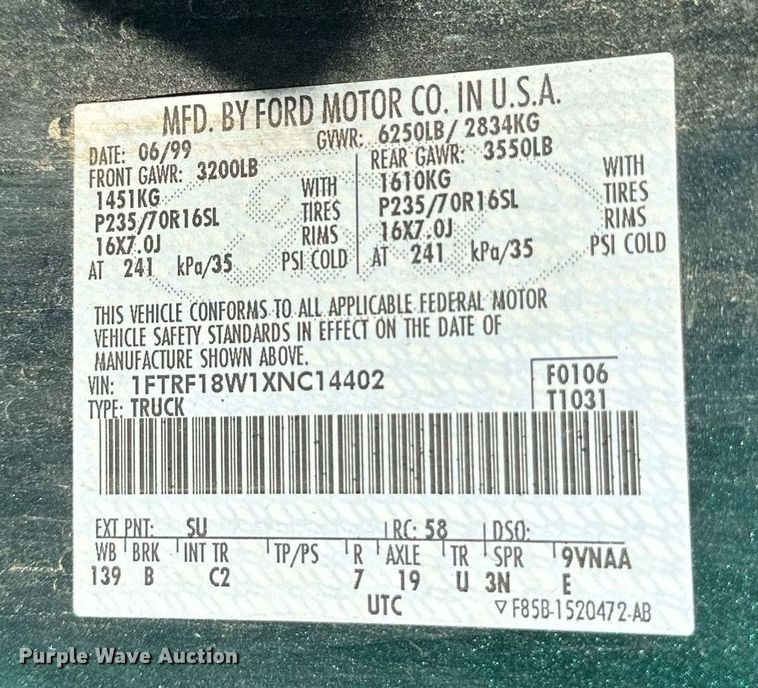 MFD. BY FORD MOTOR CO. IN U.S.A.
DATE: 06/99 GVWR: 6250LB/ 2834KG
FRONT GAWR: 3200LB REAR GAWR: 3550LB
1451KG WITH 1610KG WITH
P235/70R16SL TIRES P235/70R16SL TIRES
16X7.0J RIMS 16X7.0J RIMS
AT 241 kPa/35 PSI COLD AT 241 kPa/35 PSI COLD
THIS VEHICLE CONFORMS TO ALL APPLICABLE FEDERAL MOTOR
VEHICLE SAFETY STANDARDS IN EFFECT ON THE DATE OF
MANUFACTURE SHOWN ABOVE.
VIN: 1FTRF18W1XNC14402 F0106
TYPE: TRUCK T1031
EXT PNT: SU RC: 58 DSO:
WB BRK INT TR TP/PS R AXLE TR SPR 9VNAA
139 B C2 7 19 U 3N E
UTC ▽F85B-1520472-AB
Purple Wave Auction